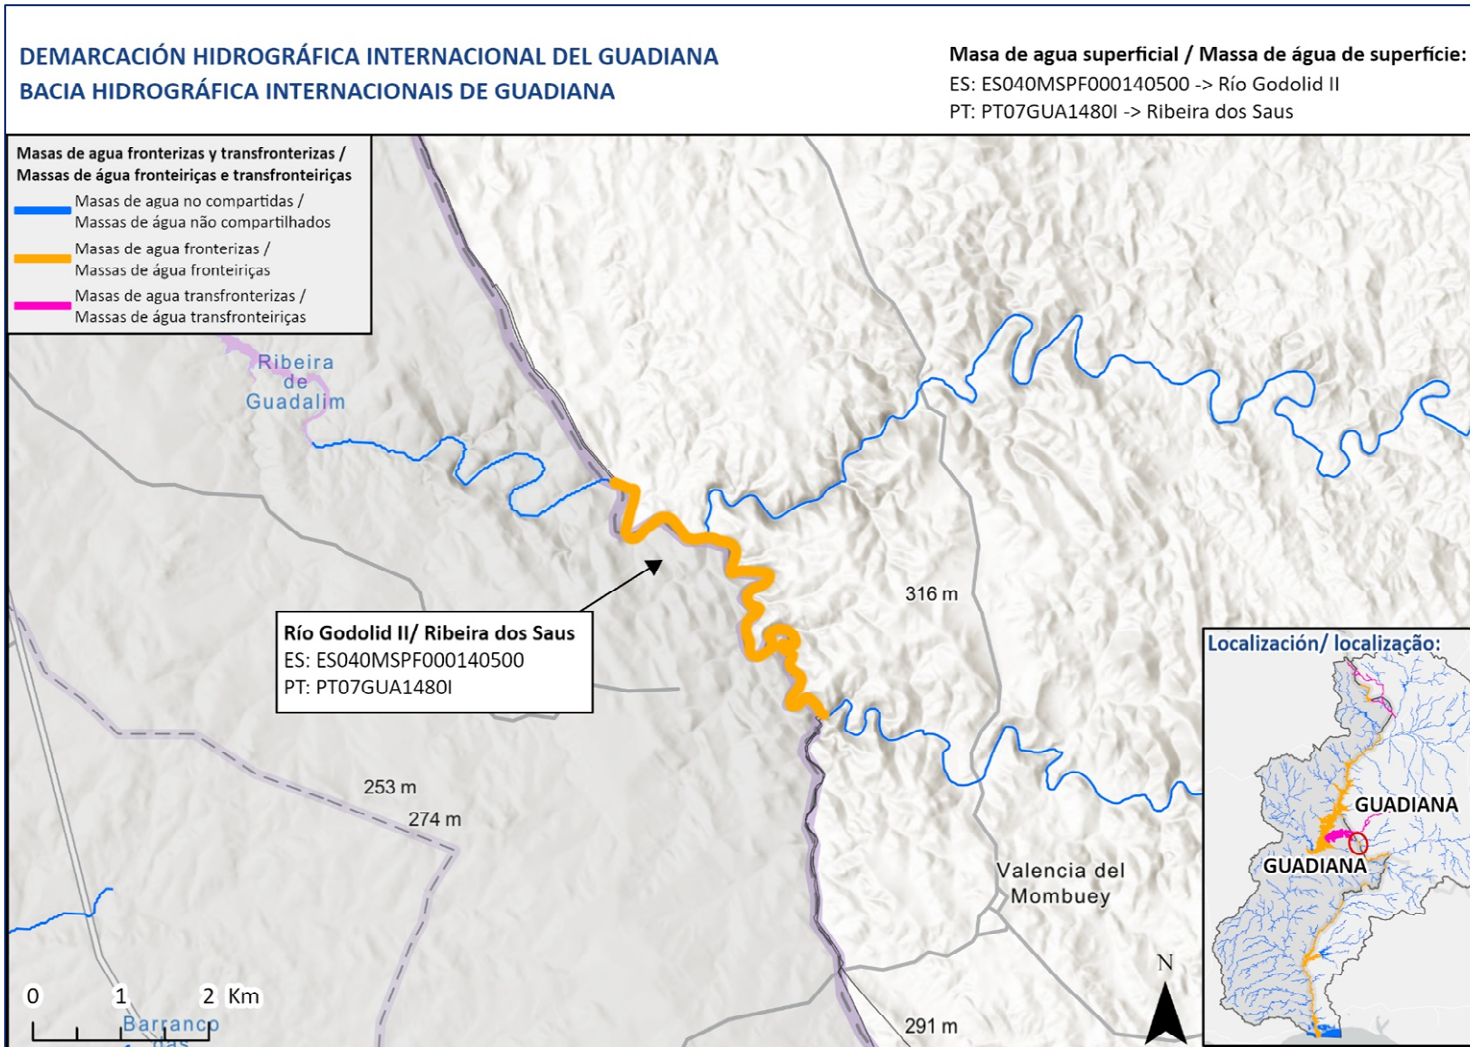 DEMARCACIÓN HIDROGRÁFICA INTERNACIONAL DEL GUADIANA
BACIA HIDROGRÁFICA INTERNACIONAIS DE GUADIANA
Masa de agua superficial / Massa de água de superfície:
ES: ES040MSPF000140500 -> Río Godolid II
PT: PT07GUA1480I -> Ribeira dos Saus
Masas de agua fronterizas y transfronterizas /
Massas de água fronteiriças e transfronteiriças
Masas de agua no compartidas /
Massas de água não compartilhados
Masas de agua fronterizas /
Massas de água fronteiriças
Masas de agua transfronterizas /
Massas de água transfronteiriças
Ribeira
de
Guadalim
316 m
Río Godolid II/ Ribeira dos Saus
ES: ES040MSPF000140500
PT: PT07GUA1480I
253 m
274 m
Valencia del
Mombuey
291 m
N
0 1 2 Km
Barranco
das
Localización/ localização:
GUADIANA
GUADIANA